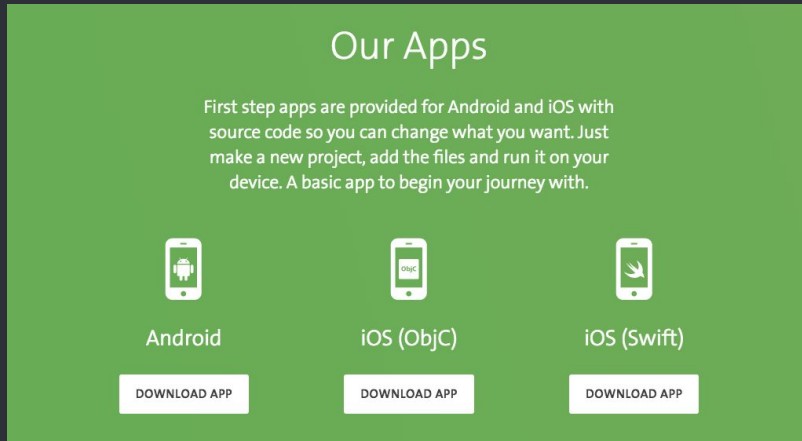 Our Apps
First step apps are provided for Android and iOS with
source code so you can change what you want. Just
make a new project, add the files and run it on your
device. A basic app to begin your journey with.
ObjC
Android
iOS (ObjC)
iOS (Swift)
DOWNLOAD APP
DOWNLOAD APP
DOWNLOAD APP